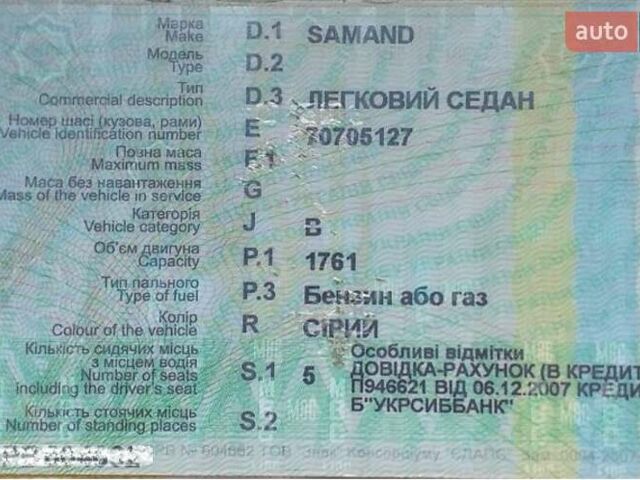 auto
Марка
Make D.1 SAMAND
Модель
Type D.2
Тип
Commercial description D.3 ЛЕГКОВИЙ СЕДАН
Номер шасі (кузова, рами)
Vehicle identification number E 70705127
Повна маса
Maximum mass F.1
Маса без навантаження
Mass of the vehicle in service G
Категорія
Vehicle category J B
Об'єм двигуна
Capacity P.1 1761
Тип пального
Type of fuel P.3 Бензин або газ
Колір
Colour of the vehicle R СІРИЙ
Кількість сидячих місць
з місцем водія
Number of seats
including the driver's seat S.1 5
Особливі відмітки
ДОВІДКА-РАХУНОК (В КРЕДИТ
П946621 ВІД 06.12.2007 КРЕДИ
Б"УКРСИББАНК"
Кількість стоячих місць
Number of standing places S.2